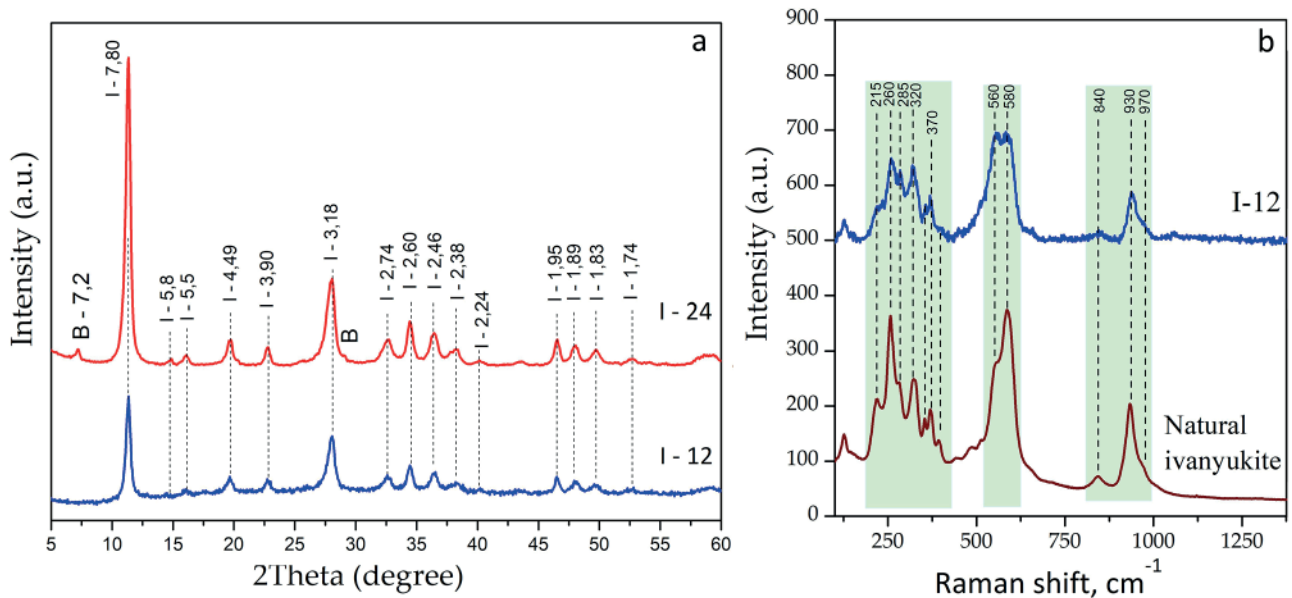 a
I - 7,80
B - 7,2
I - 5,8
I - 5,5
I - 4,49
I - 3,90
I - 3,18
B
I - 2,74
I - 2,60
I - 2,46
I - 2,38
I - 2,24
I - 1,95
I - 1,89
I - 1,83
I - 1,74
I - 24
I - 12
Intensity (a.u.)
5 10 15 20 25 30 35 40 45 50 55 60
2Theta (degree)
b
900
800
700
600
500
400
300
200
100
0
Intensity (a.u.)
215 260 285 320 370 560 580 840 930 970
I-12
Natural
ivanyukite
250 500 750 1000 1250
Raman shift, cm⁻¹